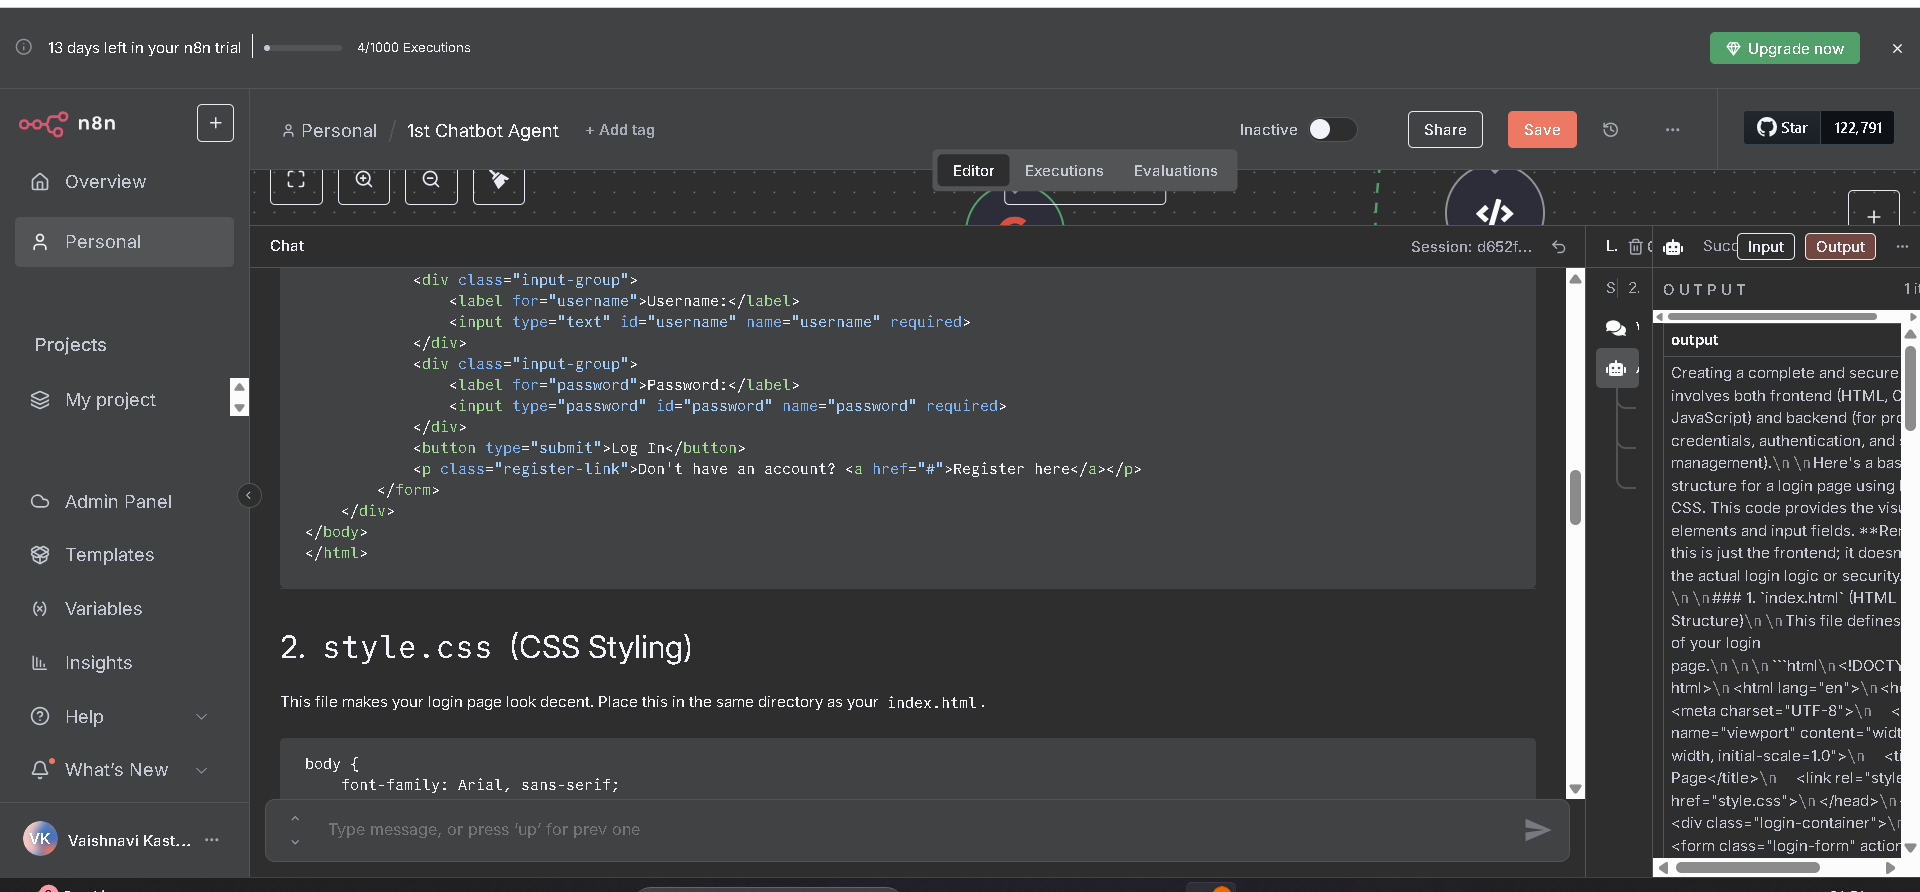 13 days left in your n8n trial
4/1000 Executions
Upgrade now
n8n
Personal / 1st Chatbot Agent + Add tag
Inactive
Share
Save
Star 122,791
Editor Executions Evaluations
Overview
Personal
Projects
My project
Admin Panel
Templates
Variables
Insights
Help
What's New
VK Vaishnavi Kast... ...
Chat
Session: d652f...
<div class="input-group">
<label for="username">Username:</label>
<input type="text" id="username" name="username" required>
</div>
<div class="input-group">
<label for="password">Password:</label>
<input type="password" id="password" name="password" required>
</div>
<button type="submit">Log In</button>
<p class="register-link">Don't have an account? <a href="#">Register here</a></p>
</form>
</div>
</body>
</html>
2. style.css (CSS Styling)
This file makes your login page look decent. Place this in the same directory as your index.html.
body {
font-family: Arial, sans-serif;
Type message, or press 'up' for prev one
L.
Succ
Input
Output
S 2.
OUTPUT
output
Creating a complete and secure
involves both frontend (HTML, C
JavaScript) and backend (for pro
credentials, authentication, and s
management).\n\nHere's a bas
structure for a login page using
CSS. This code provides the visu
elements and input fields. **Rer
this is just the frontend; it doesn
the actual login logic or security.
\n\n### 1. `index.html` (HTML
Structure)\n\nThis file defines
of your login
page.\n\n\n```html\n<!DOCTY
html>\n<html lang="en">\n<he
<meta charset="UTF-8">\n <
name="viewport" content="widt
width, initial-scale=1.0">\n <ti
Page</title>\n <link rel="style
href="style.css">\n</head>\n
<div class="login-container">\
<form class="login-form" action